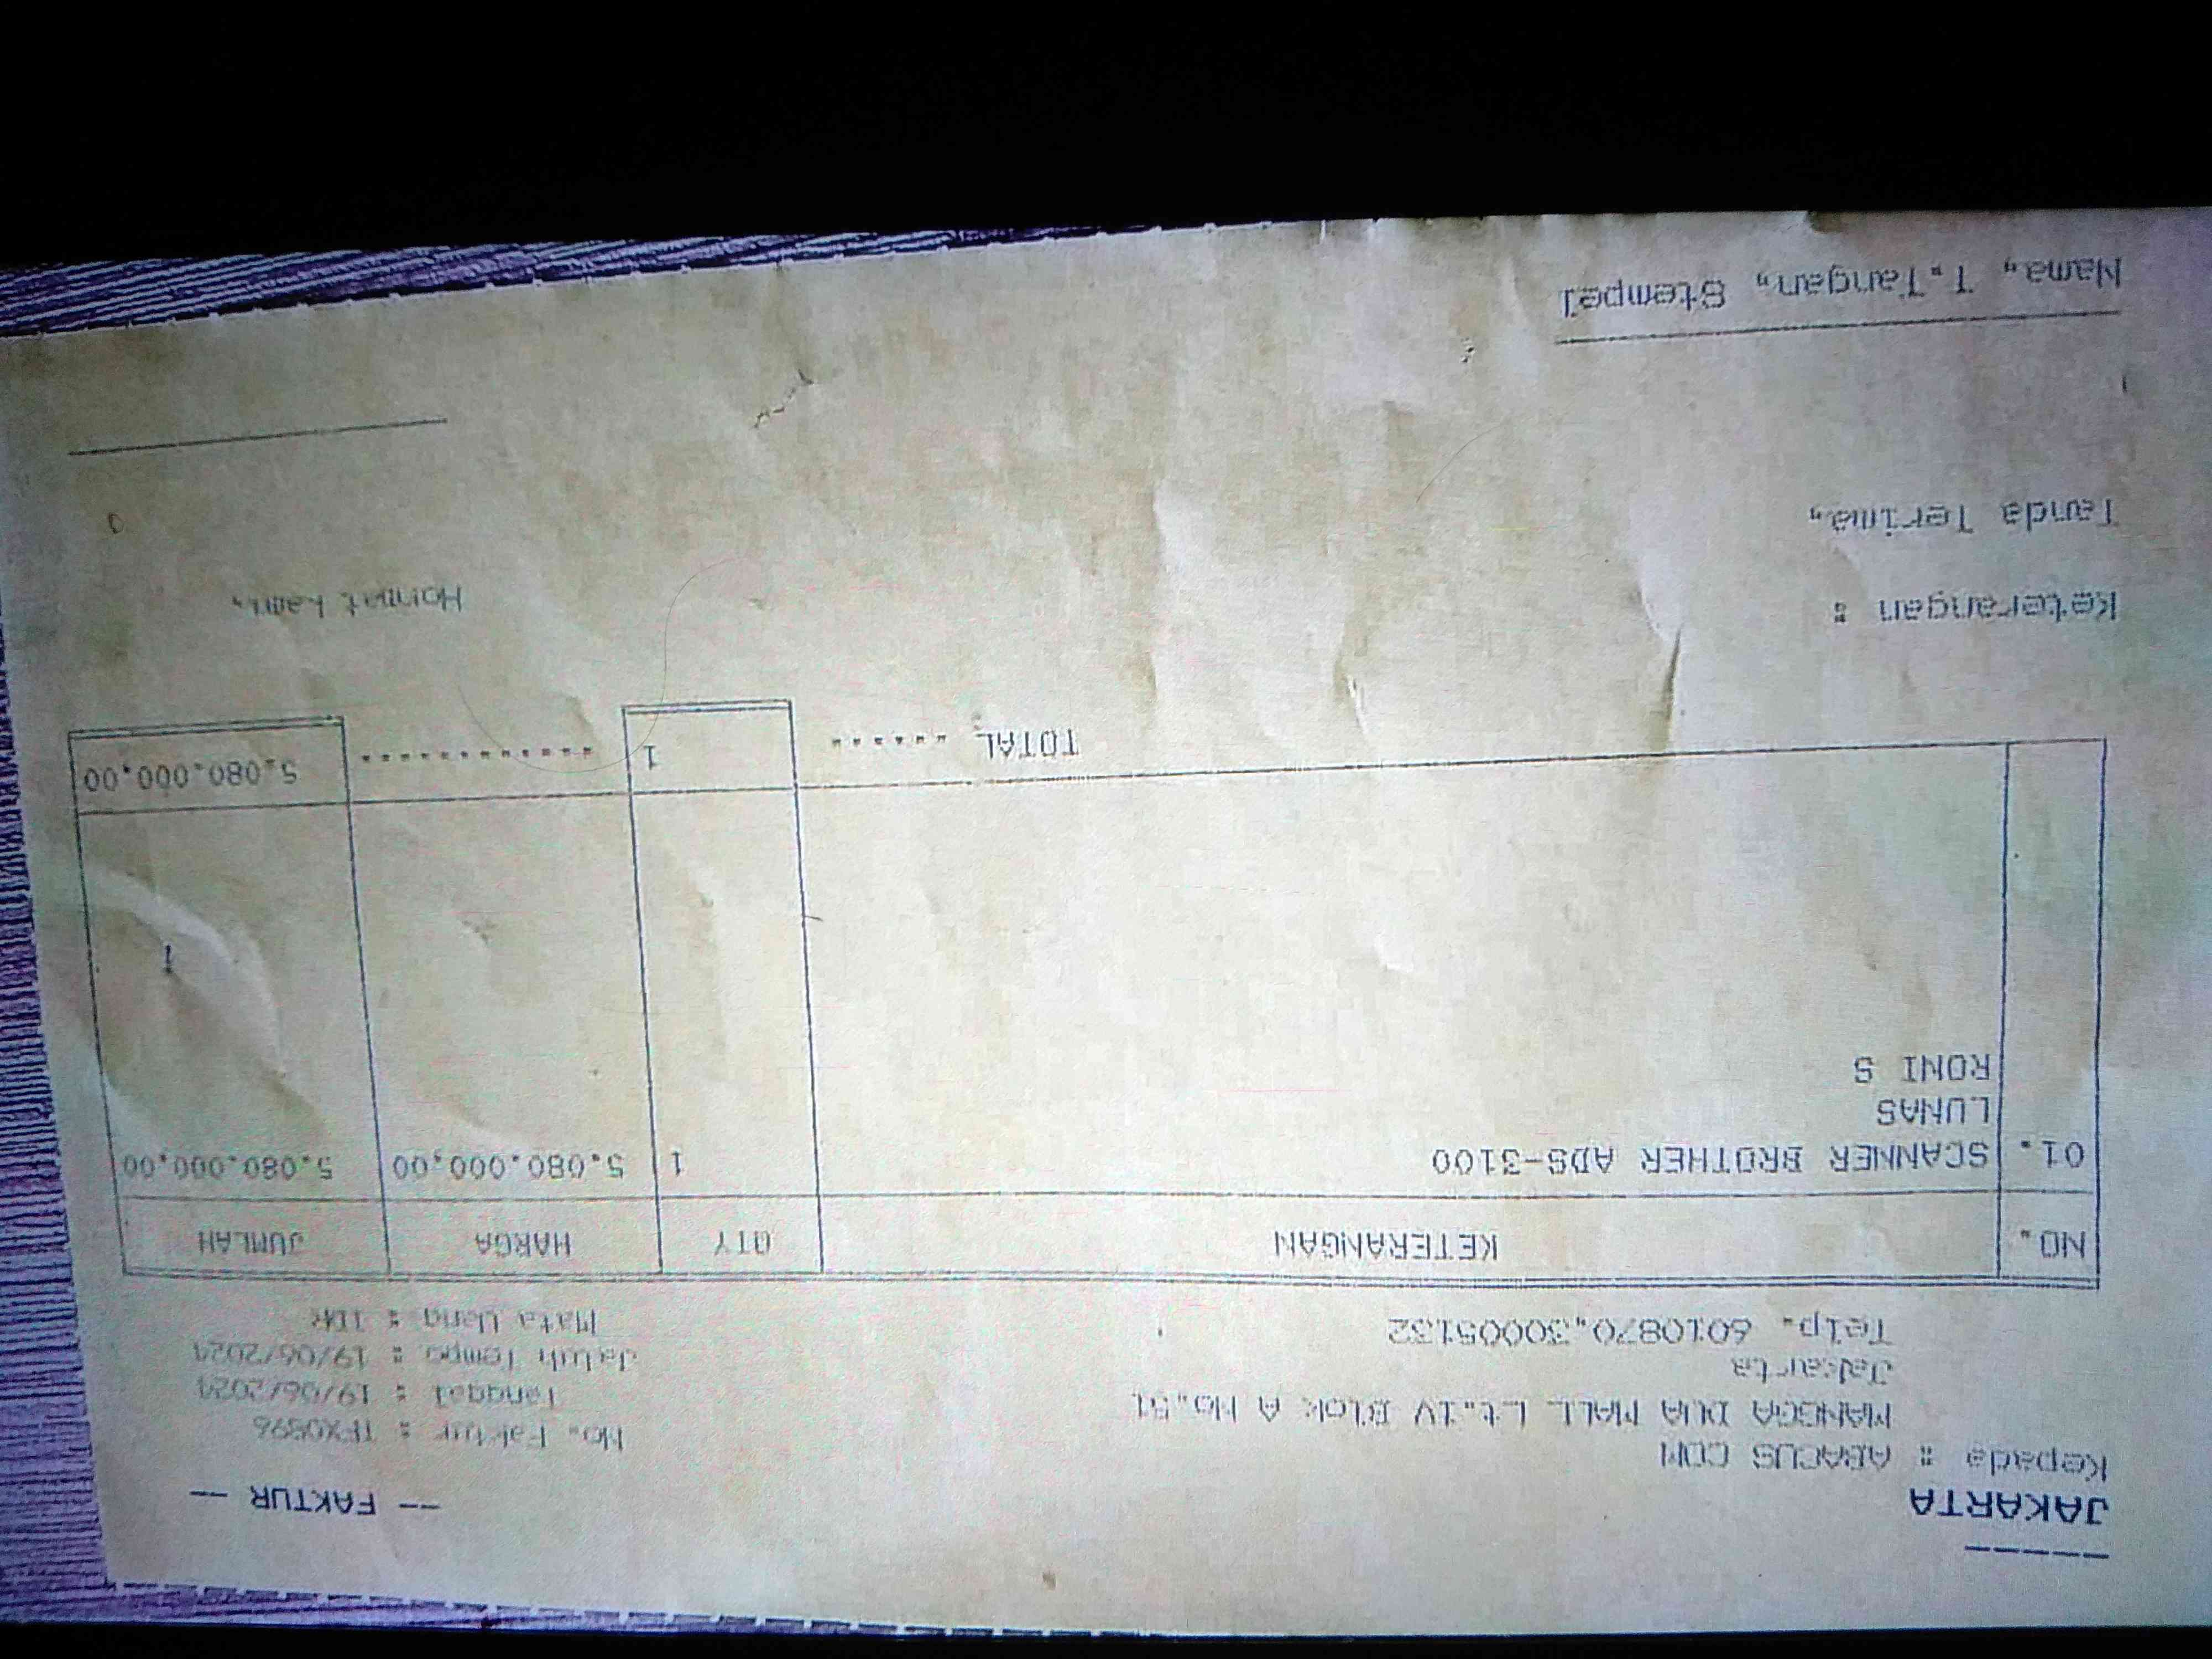 -----
JAKARTA
-- FAKTUR --
Kepada : ABACUS COM
MANGGA DUA MALL Lt.IV Blok A No.51
Jakarta
Telp. 6010870,30005132
No. Faktur : TFX0596
Tanggal : 19/06/2024
Jatuh Tempo : 19/06/2024
Mata Uang : IDR
NO. KETERANGAN QTY HARGA JUMLAH
01. SCANNER BROTHER ADS-3100 1 5.080.000,00 5.080.000,00
LUNAS
RONI S
TOTAL ....... 1 ............. 5.080.000,00
Keterangan :
Tanda Terima, Hormat kami,
Nama, T.Tangan, Stempel